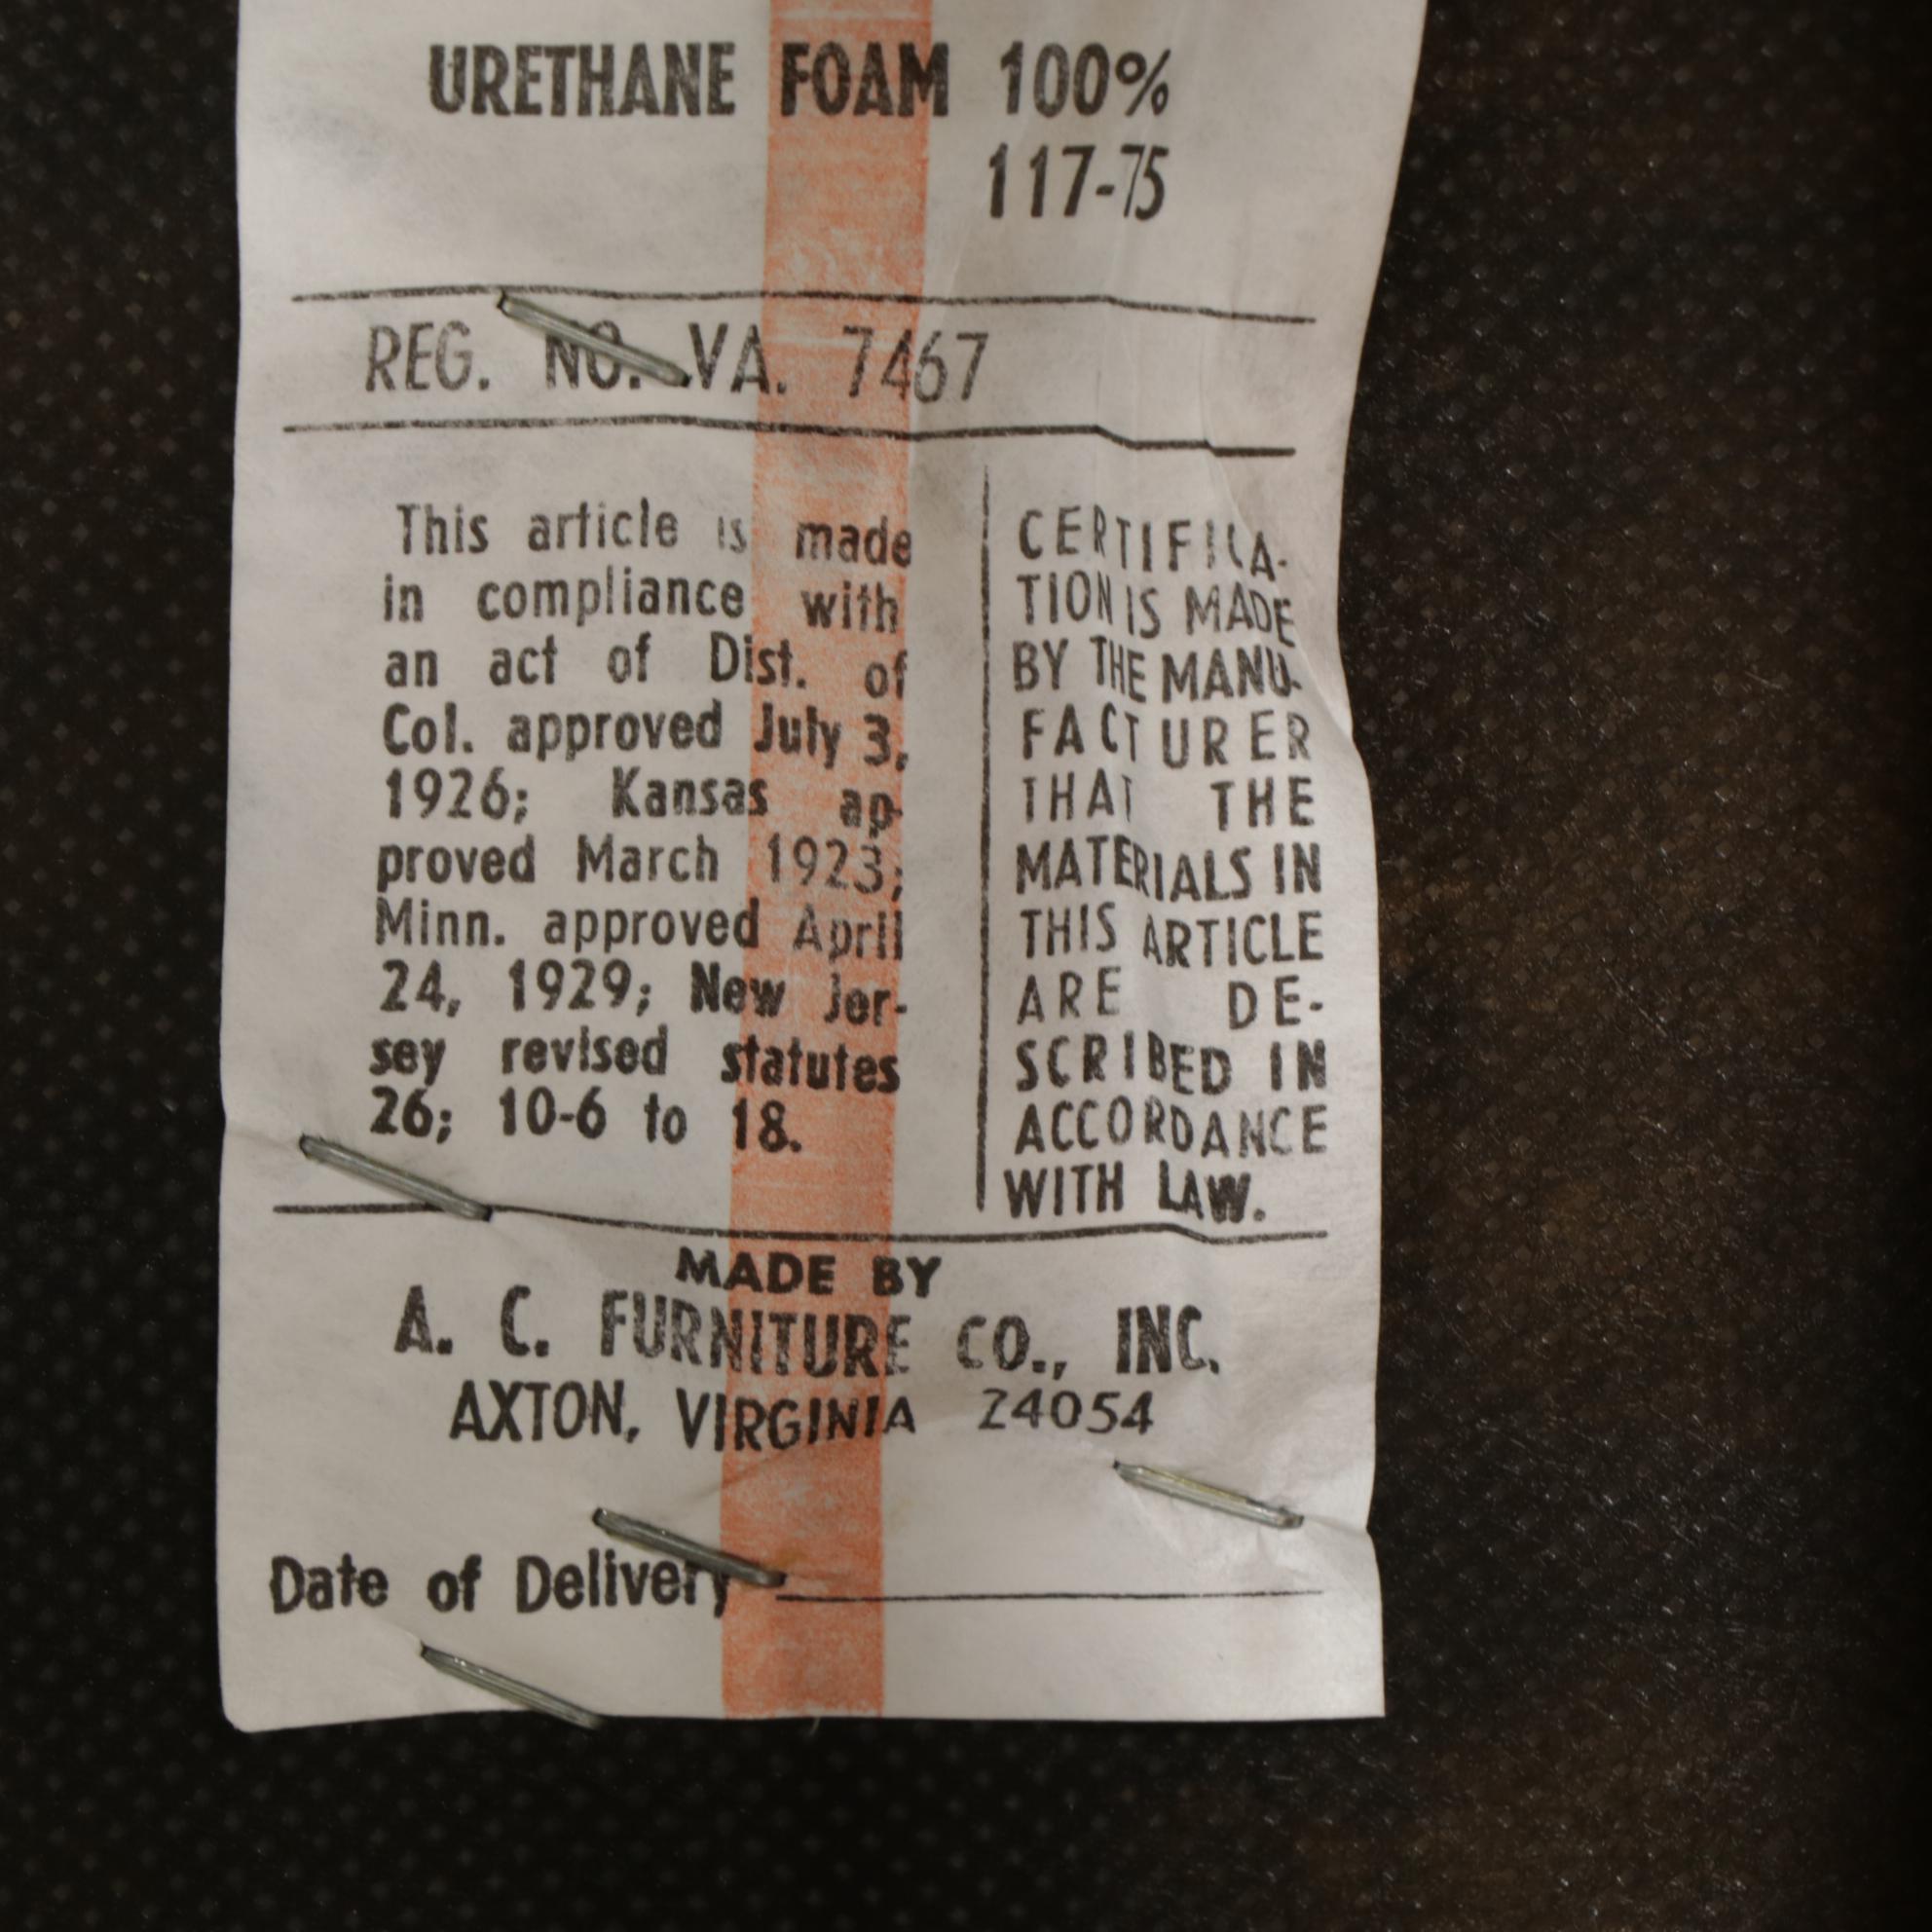 URETHANE FOAM 100%
117-75
REG. NO. VA. 7467
This article is made
in compliance with
an act of Dist. of
Col. approved July 3,
1926; Kansas ap-
proved March 1923;
Minn. approved April
24, 1929; New Jer-
sey revised statutes
26; 10-6 to 18.
CERTIFICA-
TION IS MADE
BY THE MANU-
FACTURER
THAT THE
MATERIALS IN
THIS ARTICLE
ARE DE-
SCRIBED IN
ACCORDANCE
WITH LAW.
MADE BY
A. C. FURNITURE CO., INC.
AXTON, VIRGINIA 24054
Date of Delivery